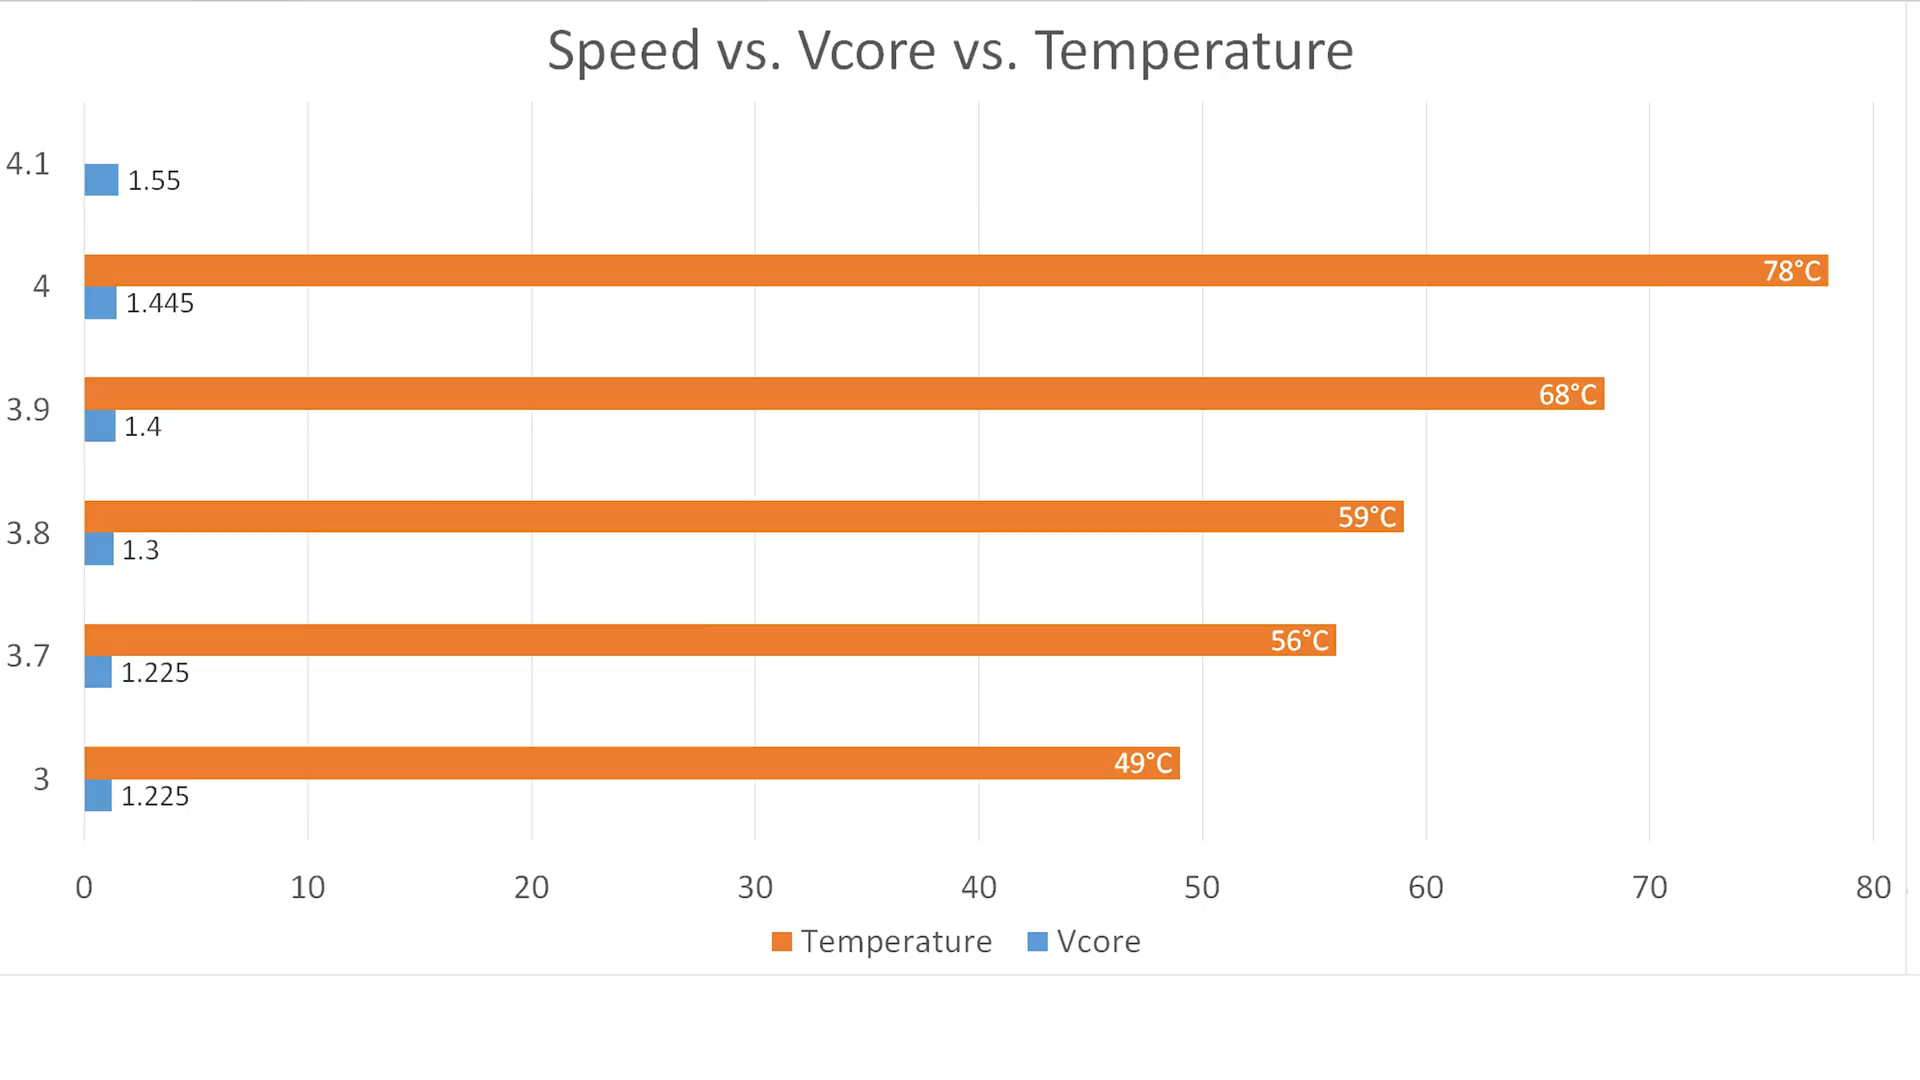 Speed vs. Vcore vs. Temperature
4.1
1.55
78°C
4
1.445
68°C
3.9
1.4
59°C
3.8
1.3
56°C
3.7
1.225
49°C
3
1.225
0 10 20 30 40 50 60 70 80
Temperature Vcore